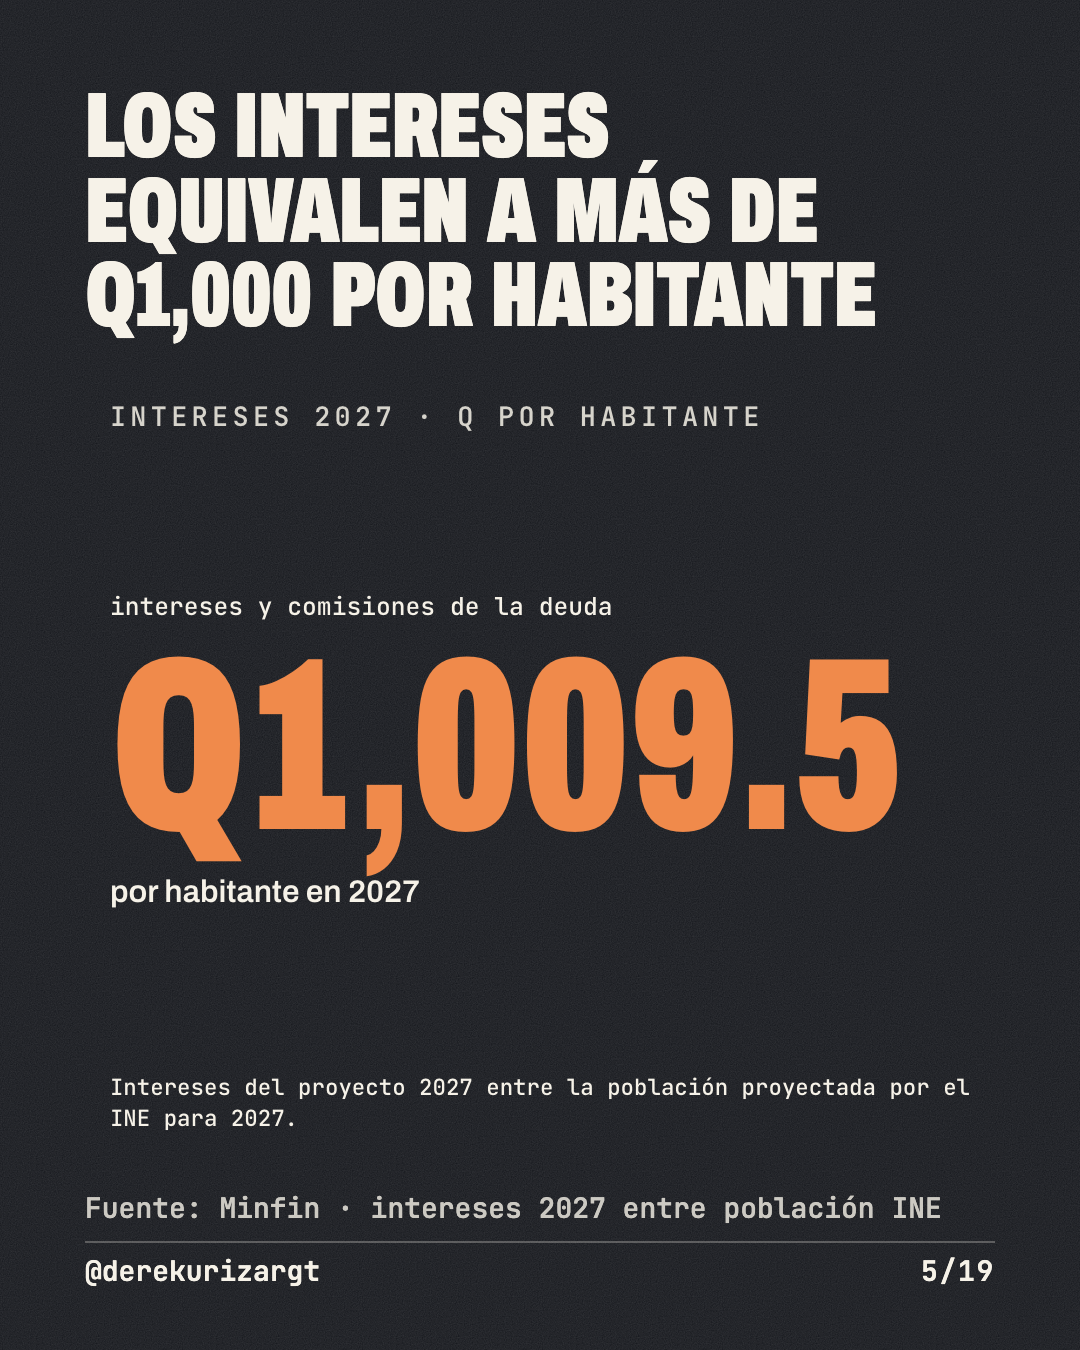 LOS INTERESES
EQUIVALEN A MÁS DE
Q1,000 POR HABITANTE
INTERESES 2027 · Q POR HABITANTE
intereses y comisiones de la deuda
Q1,009.5
por habitante en 2027
Intereses del proyecto 2027 entre la población proyectada por el
INE para 2027.
Fuente: Minfin · intereses 2027 entre población INE
@derekurizargt
5/19